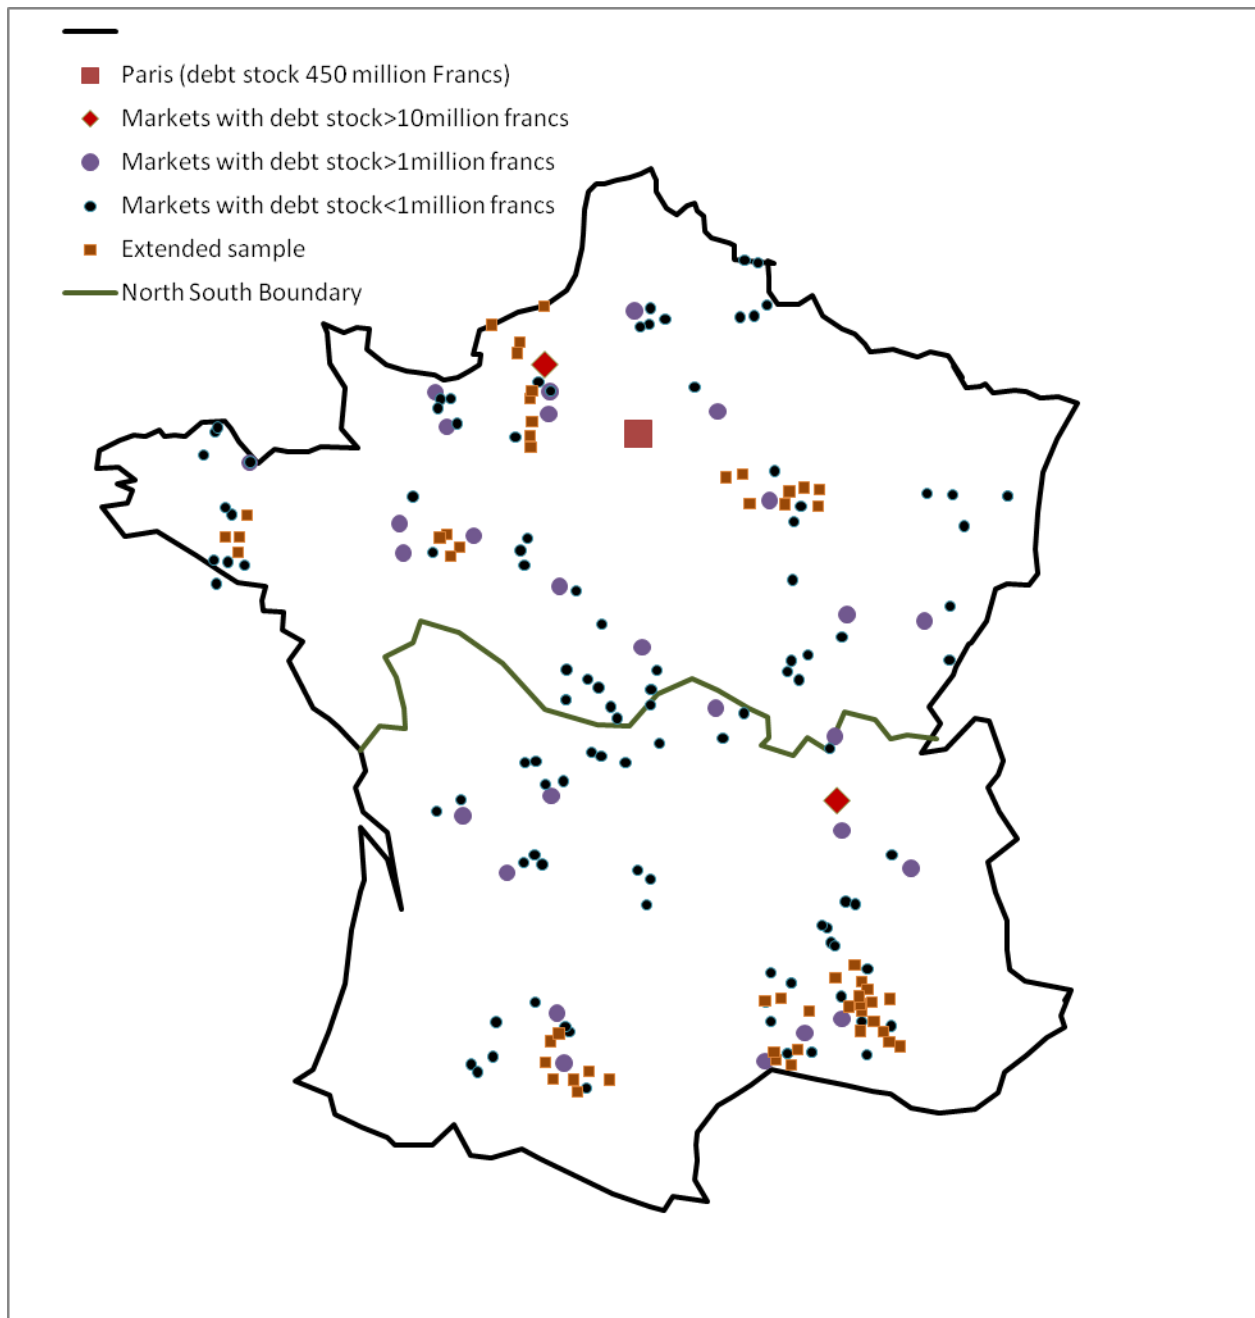 Paris (debt stock 450 million Francs)
Markets with debt stock>10million francs
Markets with debt stock>1million francs
Markets with debt stock<1million francs
Extended sample
North South Boundary